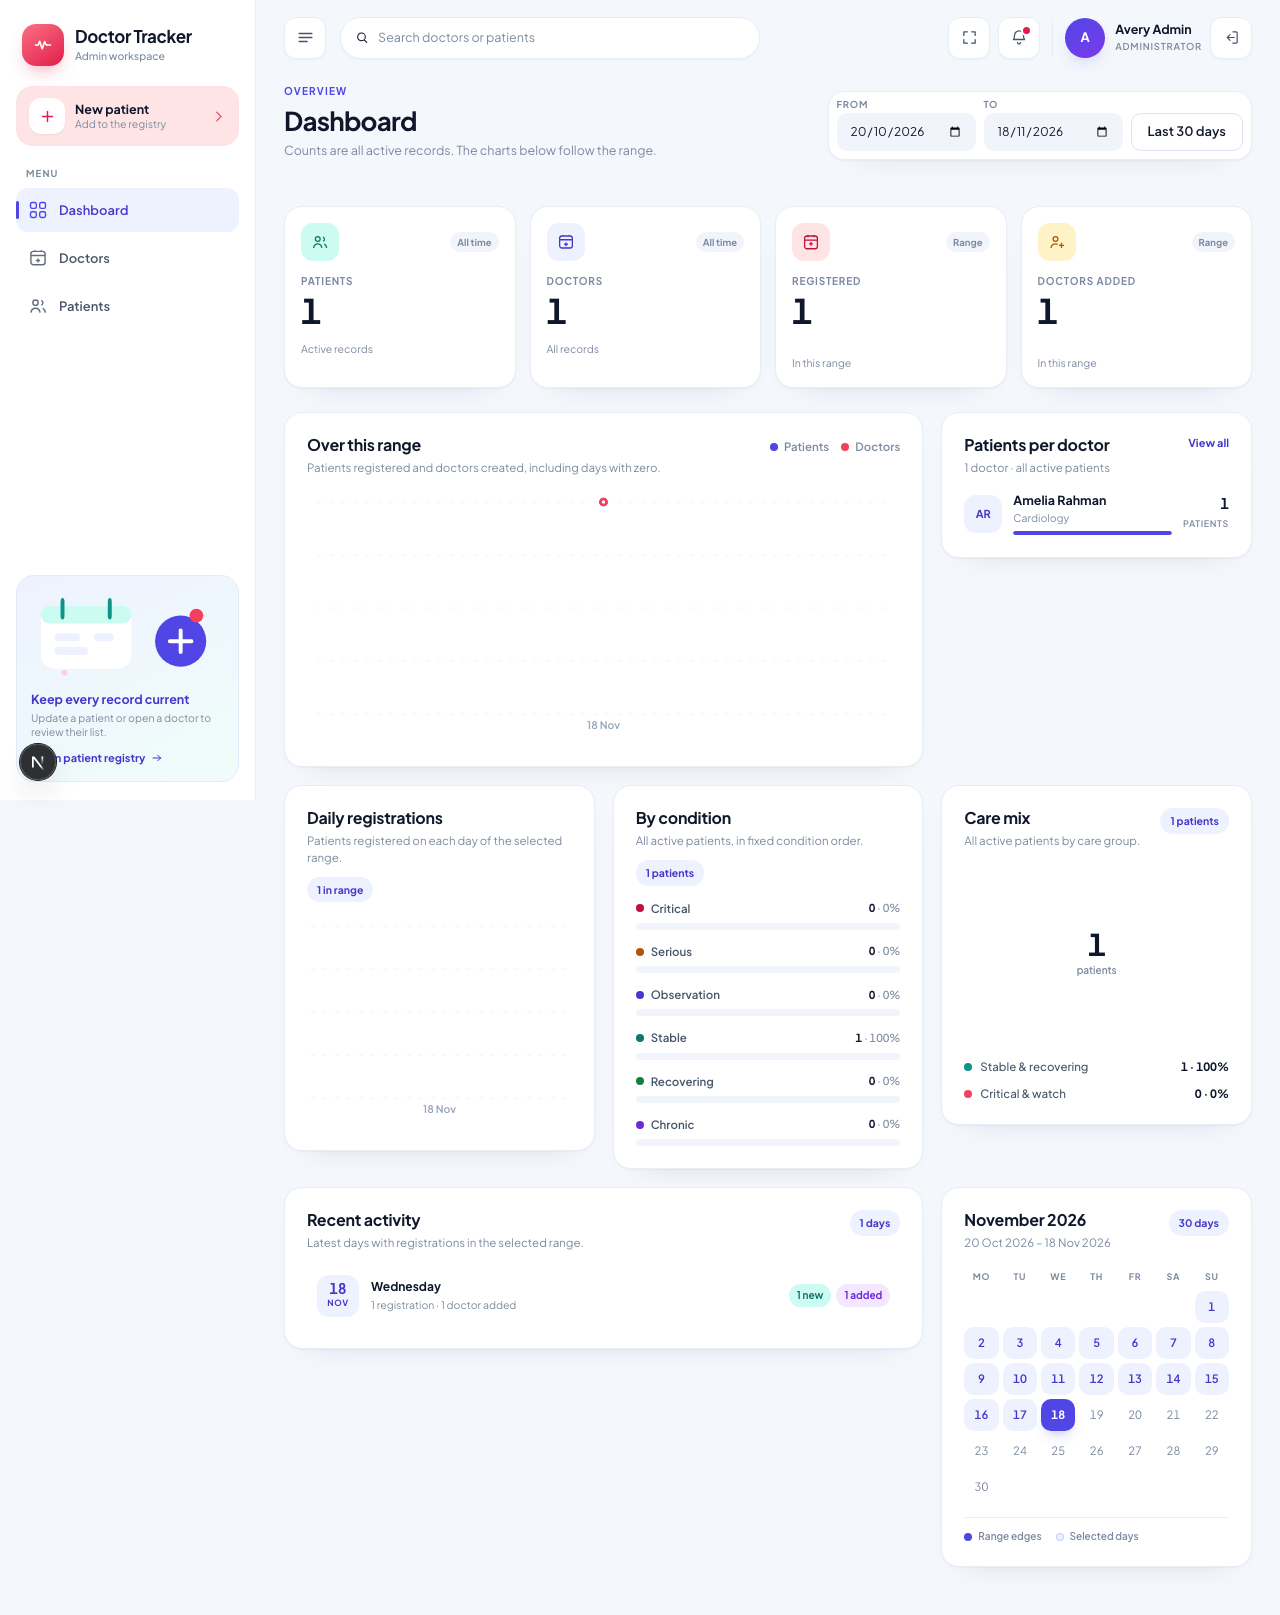 Doctor Tracker
Admin workspace
New patient
Add to the registry
MENU
Dashboard
Doctors
Patients
Keep every record current
Update a patient or open a doctor to
review their list.
n patient registry →
N
Search doctors or patients
A
Avery Admin
ADMINISTRATOR
OVERVIEW
Dashboard
Counts are all active records. The charts below follow the range.
FROM
20/10/2026
TO
18/11/2026
Last 30 days
All time
PATIENTS
1
Active records
All time
DOCTORS
1
All records
Range
REGISTERED
1
In this range
Range
DOCTORS ADDED
1
In this range
Over this range
Patients registered and doctors created, including days with zero.
Patients
Doctors
18 Nov
Patients per doctor
View all
1 doctor · all active patients
AR
Amelia Rahman
Cardiology
1
PATIENTS
Daily registrations
Patients registered on each day of the selected
range.
1 in range
18 Nov
By condition
All active patients, in fixed condition order.
1 patients
Critical 0 · 0%
Serious 0 · 0%
Observation 0 · 0%
Stable 1 · 100%
Recovering 0 · 0%
Chronic 0 · 0%
Care mix
1 patients
All active patients by care group.
1
patients
Stable & recovering 1 · 100%
Critical & watch 0 · 0%
Recent activity
1 days
Latest days with registrations in the selected range.
18
NOV
Wednesday
1 registration · 1 doctor added
1 new
1 added
November 2026
30 days
20 Oct 2026 – 18 Nov 2026
MO TU WE TH FR SA SU
1
2 3 4 5 6 7 8
9 10 11 12 13 14 15
16 17 18 19 20 21 22
23 24 25 26 27 28 29
30
Range edges
Selected days